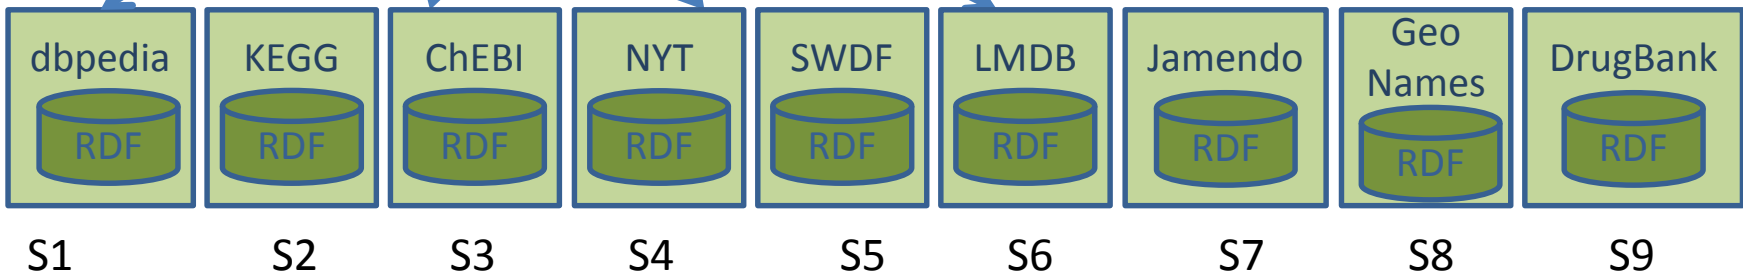 dbpedia
RDF
S1
KEGG
RDF
S2
ChEBI
RDF
S3
NYT
RDF
S4
SWDF
RDF
S5
LMDB
RDF
S6
Jamendo
RDF
S7
Geo
Names
RDF
S8
DrugBank
RDF
S9